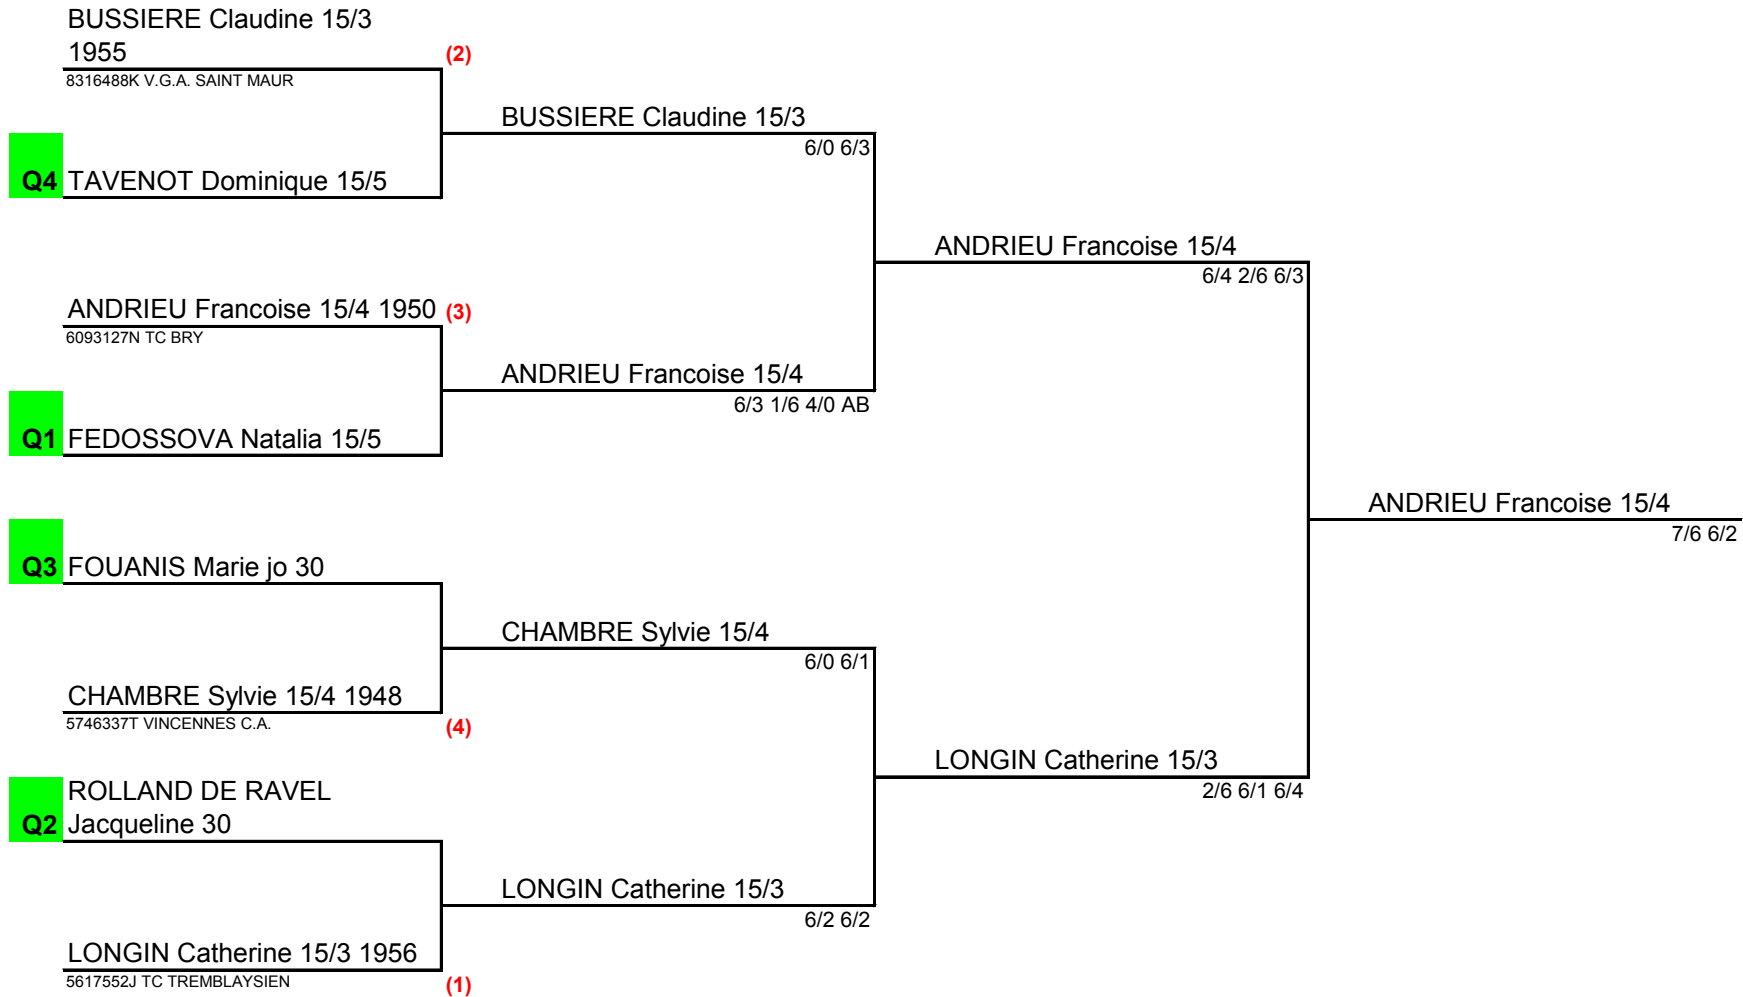 BUSSIERE Claudine 15/3
1955
(2)
8316488K V.G.A. SAINT MAUR
BUSSIERE Claudine 15/3
6/0 6/3
Q4 TAVENOT Dominique 15/5
ANDRIEU Francoise 15/4
6/4 2/6 6/3
ANDRIEU Francoise 15/4 1950 (3)
6093127N TC BRY
ANDRIEU Francoise 15/4
6/3 1/6 4/0 AB
Q1 FEDOSSOVA Natalia 15/5
ANDRIEU Francoise 15/4
7/6 6/2
Q3 FOUANIS Marie jo 30
CHAMBRE Sylvie 15/4
6/0 6/1
CHAMBRE Sylvie 15/4 1948
5746337T VINCENNES C.A.
(4)
LONGIN Catherine 15/3
2/6 6/1 6/4
ROLLAND DE RAVEL
Q2 Jacqueline 30
LONGIN Catherine 15/3
6/2 6/2
LONGIN Catherine 15/3 1956
5617552J TC TREMBLAYSIEN
(1)